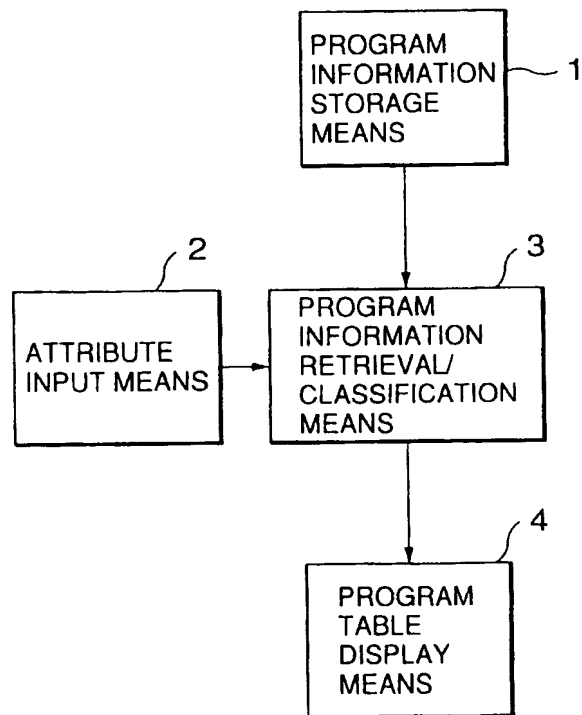 PROGRAM
INFORMATION
STORAGE
MEANS
1
2
ATTRIBUTE
INPUT MEANS
3
PROGRAM
INFORMATION
RETRIEVAL/
CLASSIFICATION
MEANS
4
PROGRAM
TABLE
DISPLAY
MEANS